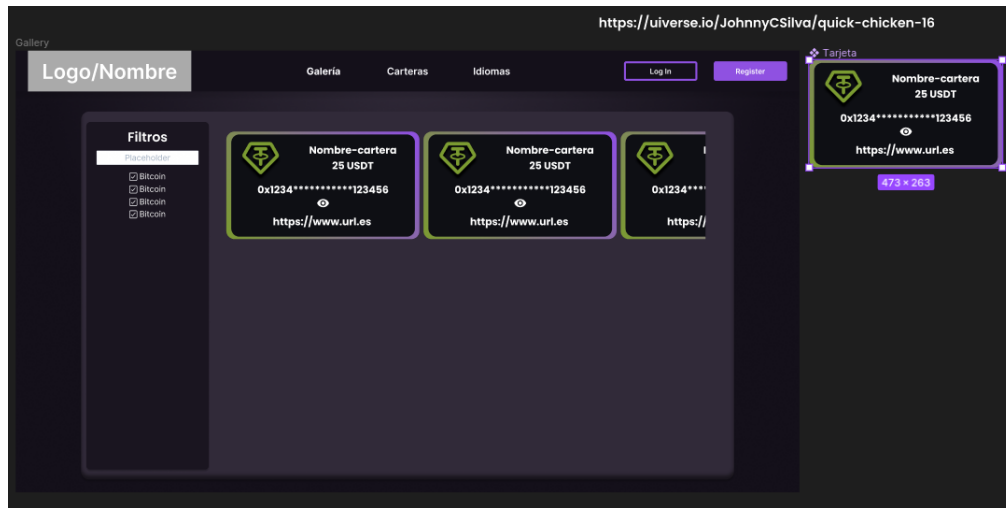 https://uiverse.io/JohnnyCSilva/quick-chicken-16
Gallery
Logo/Nombre
Galería
Carteras
Idiomas
Log In
Register
Tarjeta
Nombre-cartera
25 USDT
0x1234***********123456
https://www.url.es
473 × 263
Filtros
Placeholder
Bitcoin
Bitcoin
Bitcoin
Bitcoin
Nombre-cartera
25 USDT
0x1234***********123456
https://www.url.es
Nombre-cartera
25 USDT
0x1234***********123456
https://www.url.es
0x1234****
https://